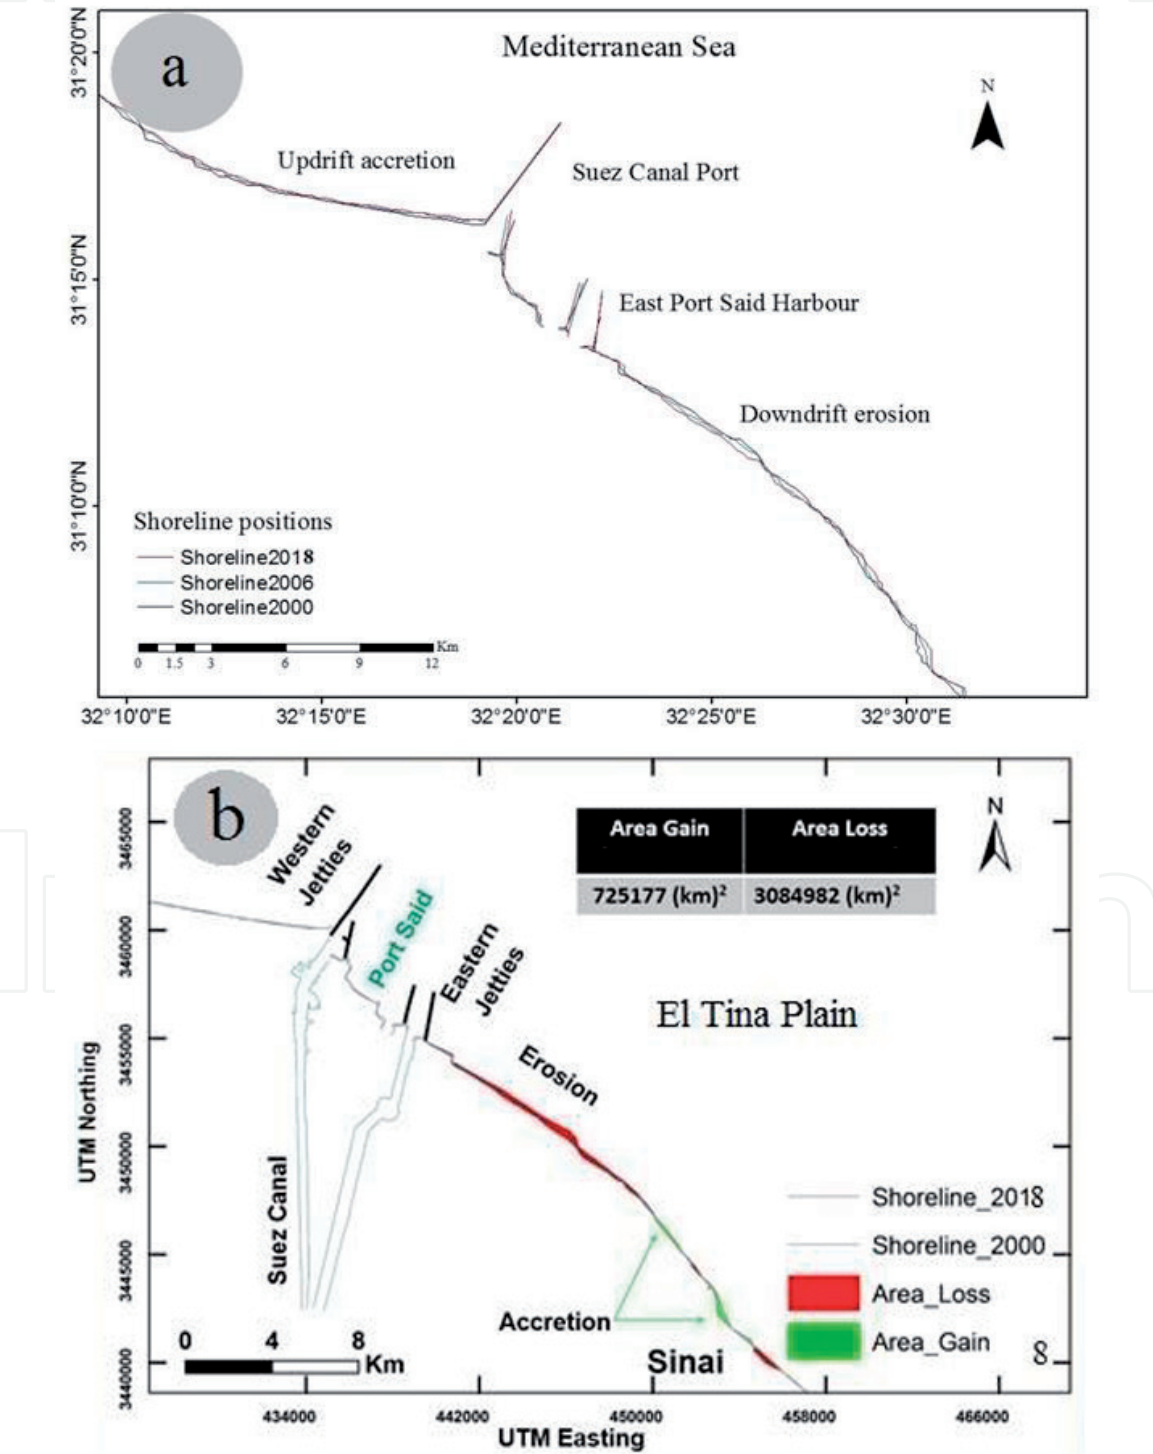 a
Mediterranean Sea
N
31°20'0"N
31°15'0"N
31°10'0"N
Updrift accretion
Suez Canal Port
East Port Said Harbour
Downdrift erosion
Shoreline positions
Shoreline2018
Shoreline2006
Shoreline2000
0 1.5 3 6 9 12 Km
32°10'0"E 32°15'0"E 32°20'0"E 32°25'0"E 32°30'0"E
b
Western
Jetties
Port Said
Eastern
Jetties
Area Gain Area Loss
725177 (km)² 3084982 (km)²
N
El Tina Plain
Erosion
UTM Northing
3465000
3460000
3455000
3450000
3445000
3440000
Suez Canal
Accretion
Sinai
Shoreline_2018
Shoreline_2000
Area_Loss
Area_Gain
8
0 4 8 Km
434000 442000 450000 458000 466000
UTM Easting